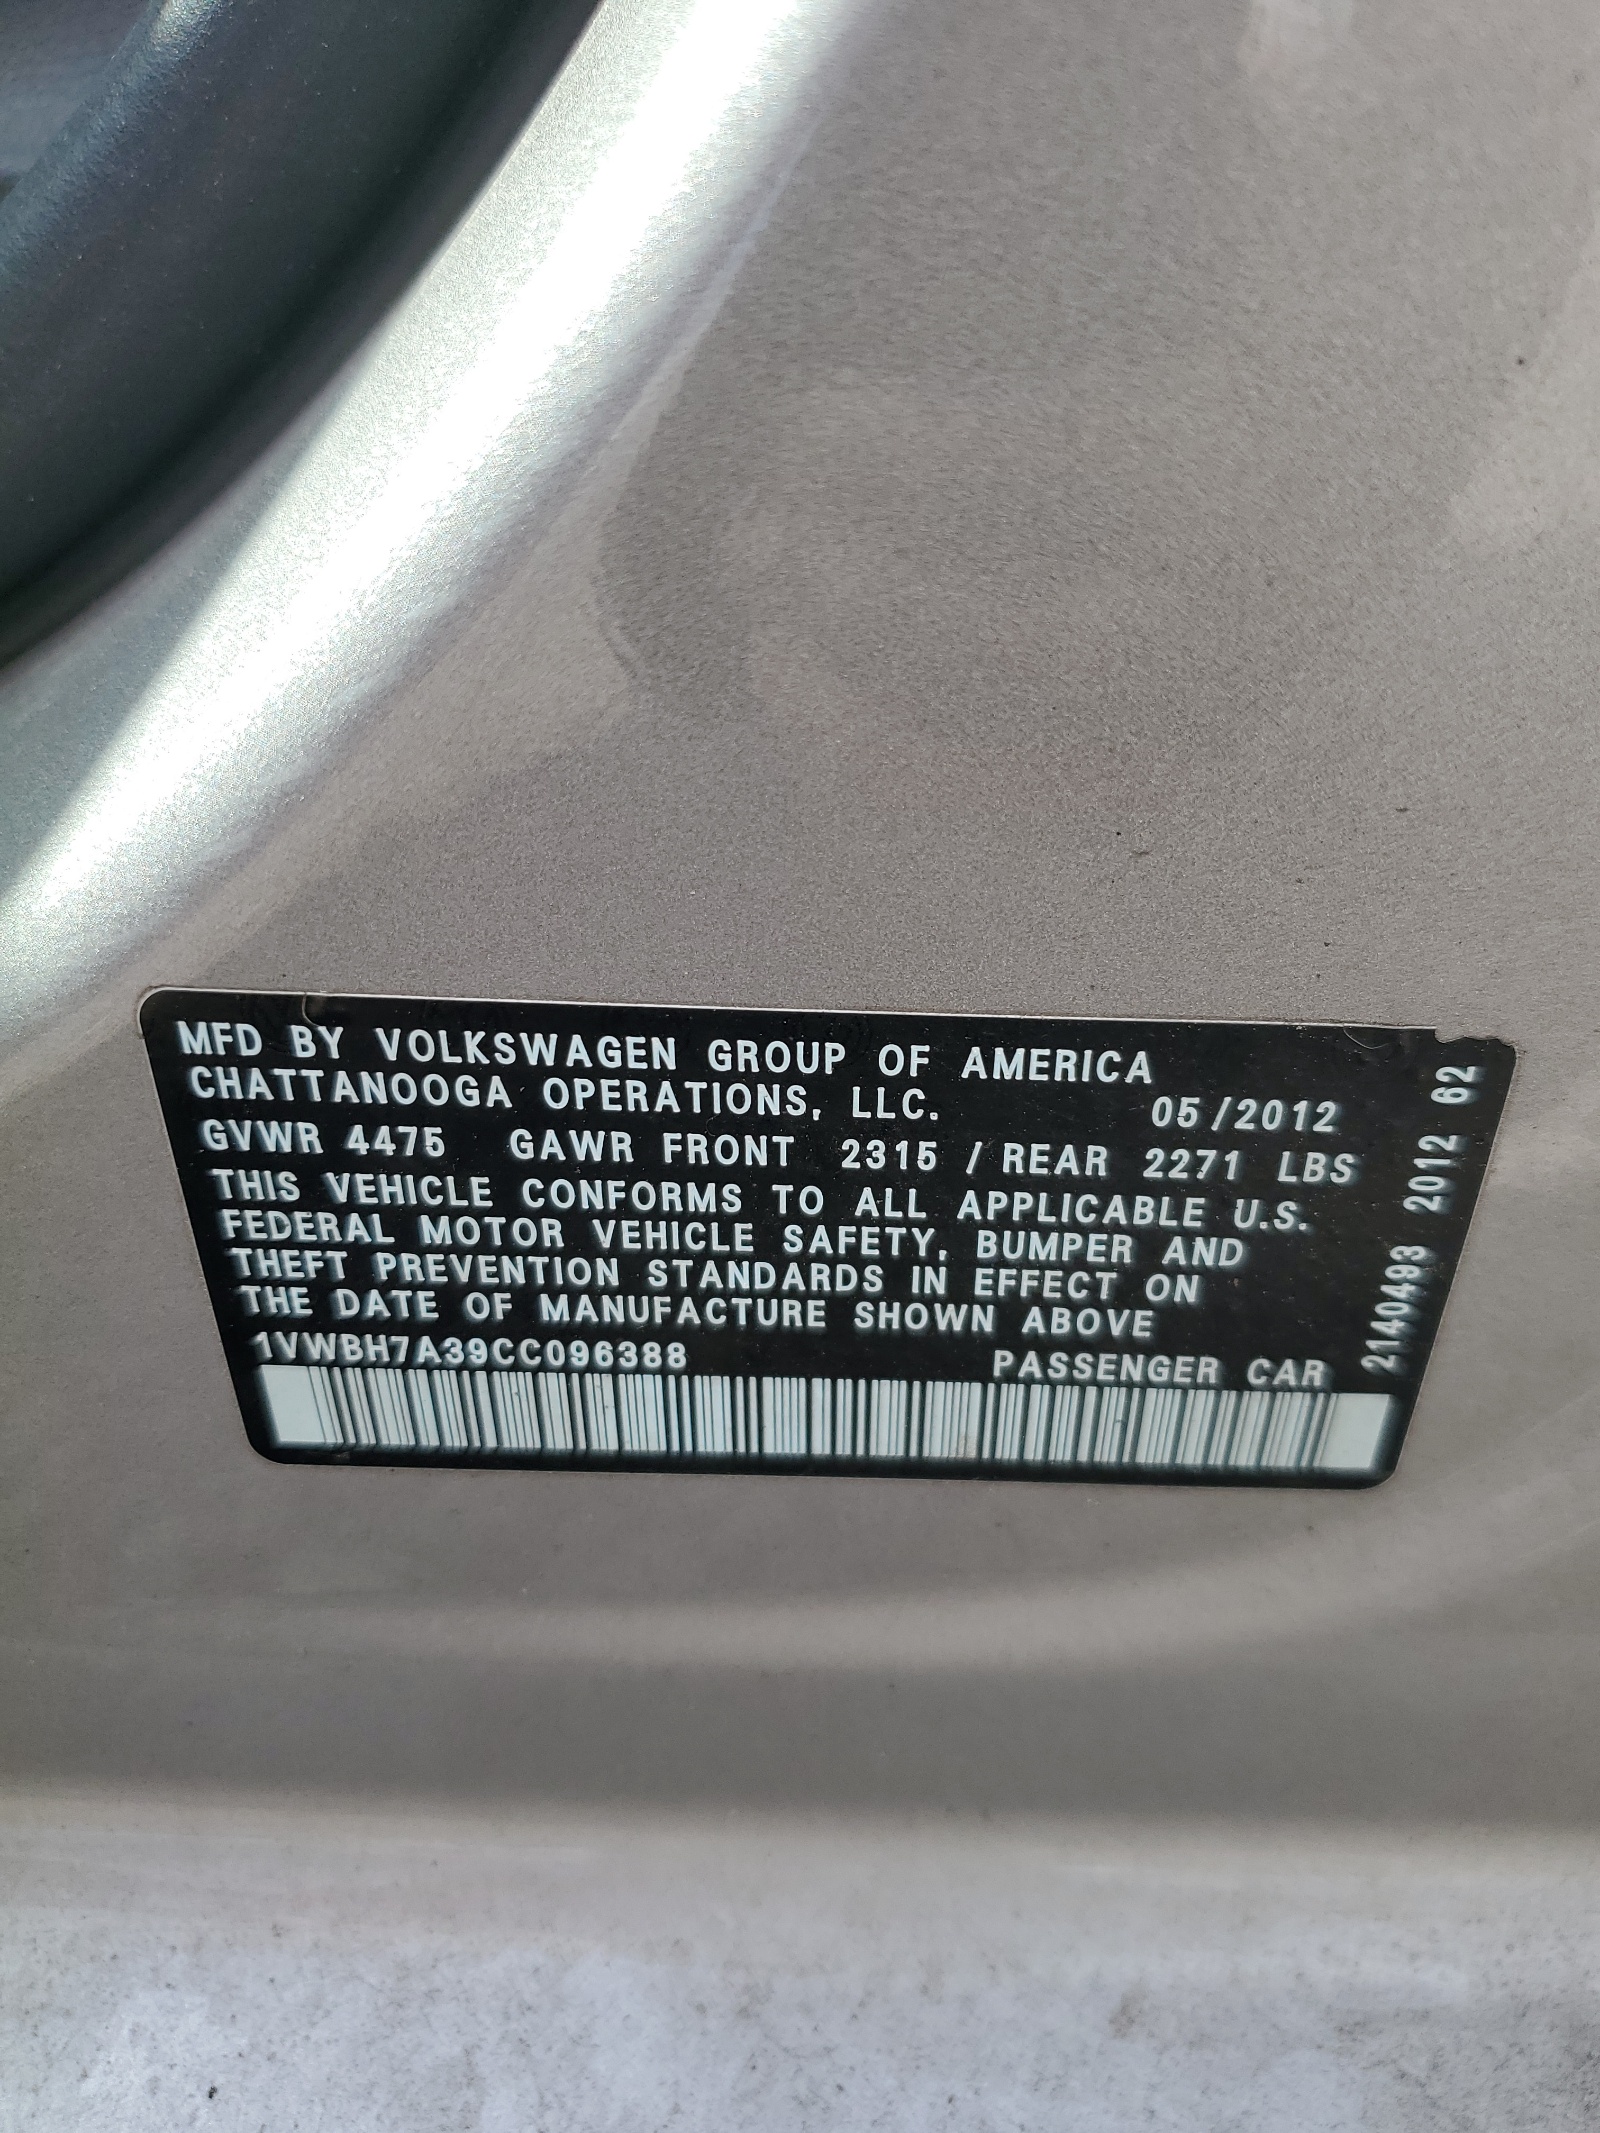 MFD BY VOLKSWAGEN GROUP OF AMERICA
CHATTANOOGA OPERATIONS, LLC. 05/2012
GVWR 4475 GAWR FRONT 2315 / REAR 2271 LBS
THIS VEHICLE CONFORMS TO ALL APPLICABLE U.S.
FEDERAL MOTOR VEHICLE SAFETY, BUMPER AND
THEFT PREVENTION STANDARDS IN EFFECT ON
THE DATE OF MANUFACTURE SHOWN ABOVE
1VWBH7A39CC096388 PASSENGER CAR
2140493 2012 62